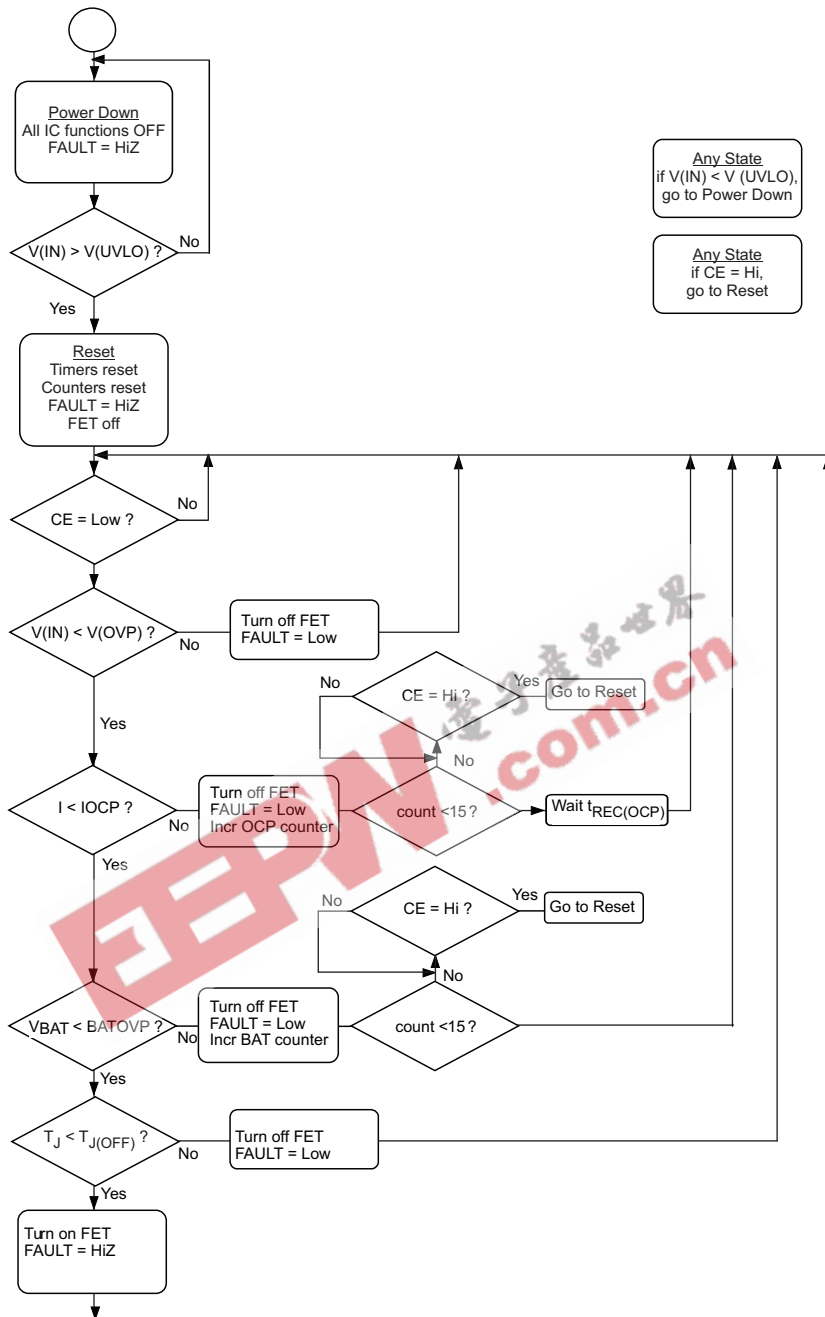 Power Down
All IC functions OFF
FAULT = HiZ
Any State
if V(IN) < V (UVLO),
go to Power Down
V(IN) > V(UVLO) ?
No
Any State
if CE = Hi,
go to Reset
Yes
Reset
Timers reset
Counters reset
FAULT = HiZ
FET off
CE = Low ?
No
V(IN) < V(OVP) ?
No
Turn off FET
FAULT = Low
Yes
No
CE = Hi ?
Yes
Go to Reset
No
I < IOCP ?
No
Turn off FET
FAULT = Low
Incr OCP counter
count <15 ?
Wait tREC(OCP)
Yes
No
CE = Hi ?
Yes
Go to Reset
No
VBAT < BATOVP ?
No
Turn off FET
FAULT = Low
Incr BAT counter
count <15 ?
Yes
TJ < TJ(OFF) ?
No
Turn off FET
FAULT = Low
Yes
Turn on FET
FAULT = HiZ
EEPW.com.cn
電子產品世界